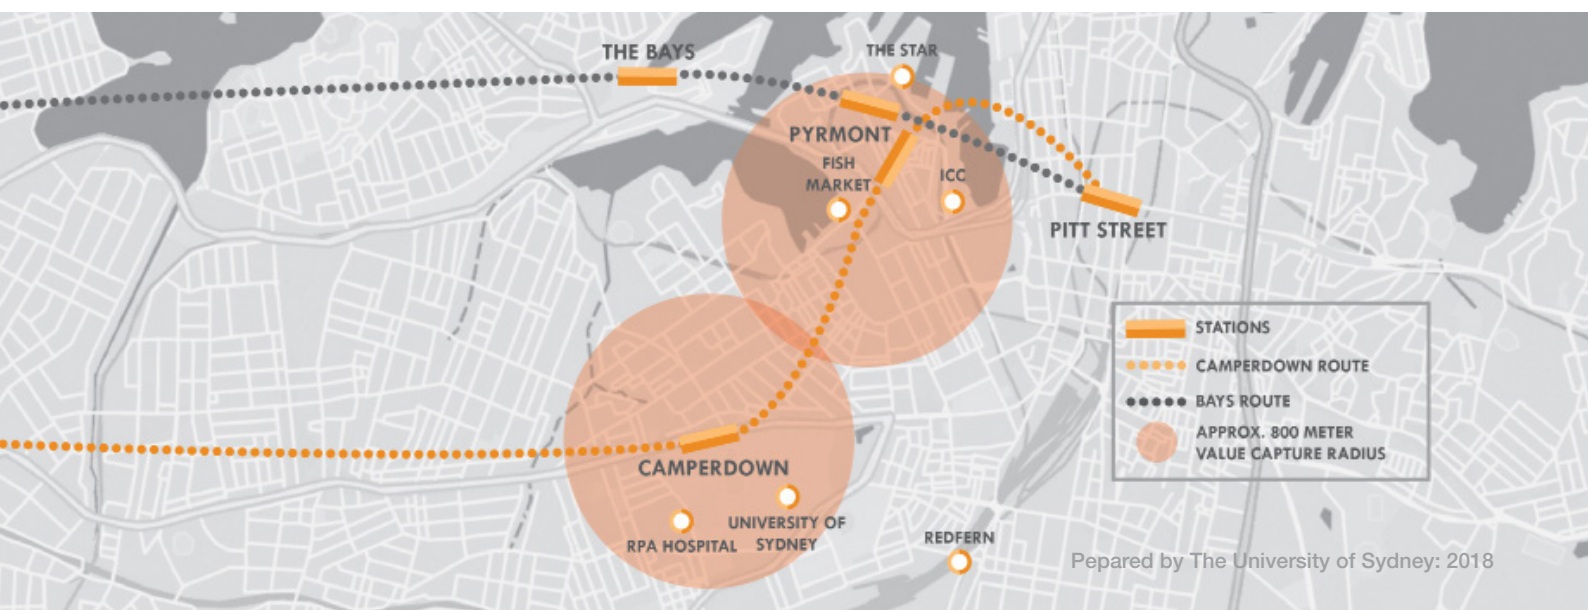 THE BAYS
THE STAR
PYRMONT
FISH
MARKET
ICC
PITT STREET
STATIONS
CAMPERDOWN ROUTE
BAYS ROUTE
APPROX. 800 METER
VALUE CAPTURE RADIUS
CAMPERDOWN
UNIVERSITY OF
SYDNEY
RPA HOSPITAL
REDFERN
Pepared by The University of Sydney: 2018